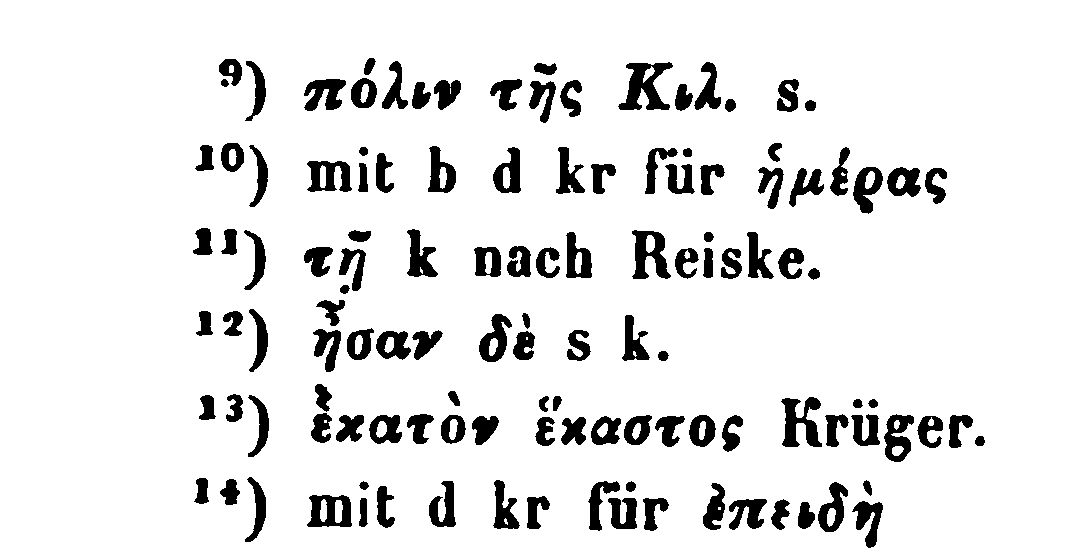 ⁹) πόλιν τῆς Κιλ. s.
¹⁰) mit b d kr für ἡμέρας
¹¹) τῇ k nach Reiske.
¹²) ἦσαν δὲ s k.
¹³) ἑκατὸν ἕκαστος Krüger.
¹⁴) mit d kr für ἐπειδὴ